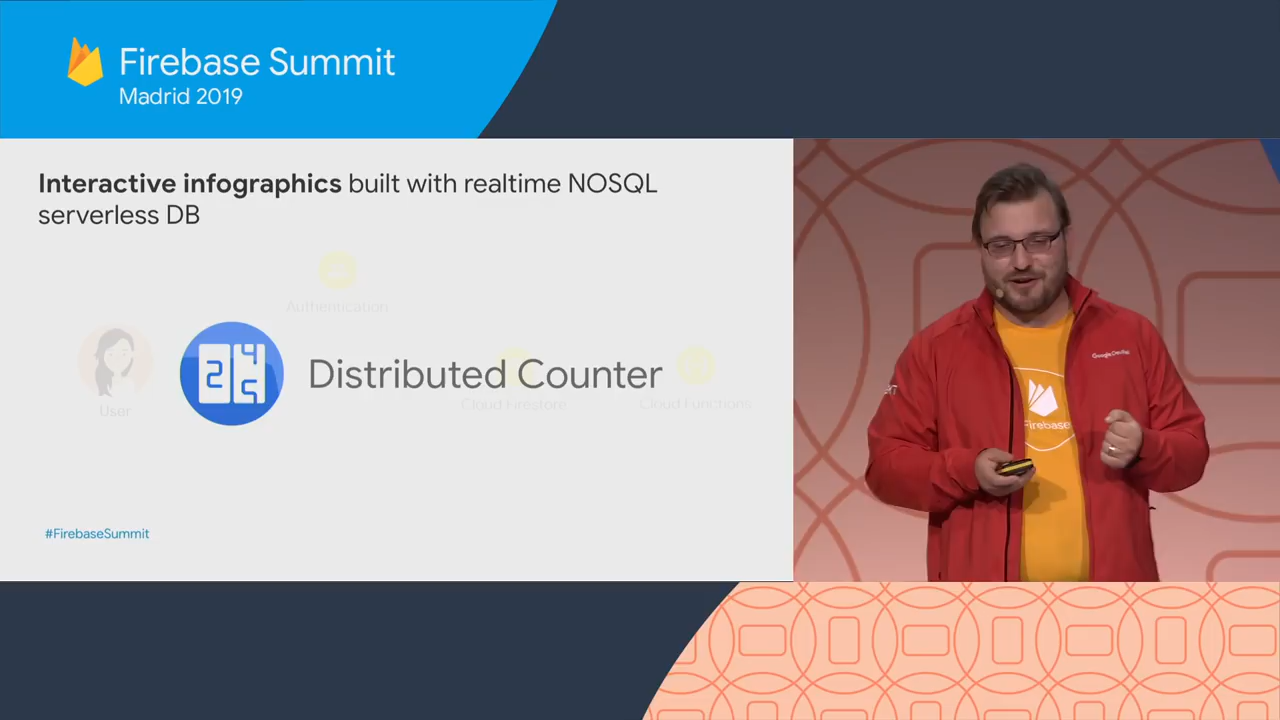 Firebase Summit
Madrid 2019
Interactive infographics built with realtime NOSQL
serverless DB
Authentication
User
Distributed Counter
Cloud Firestore
Cloud Functions
#FirebaseSummit
Firebase